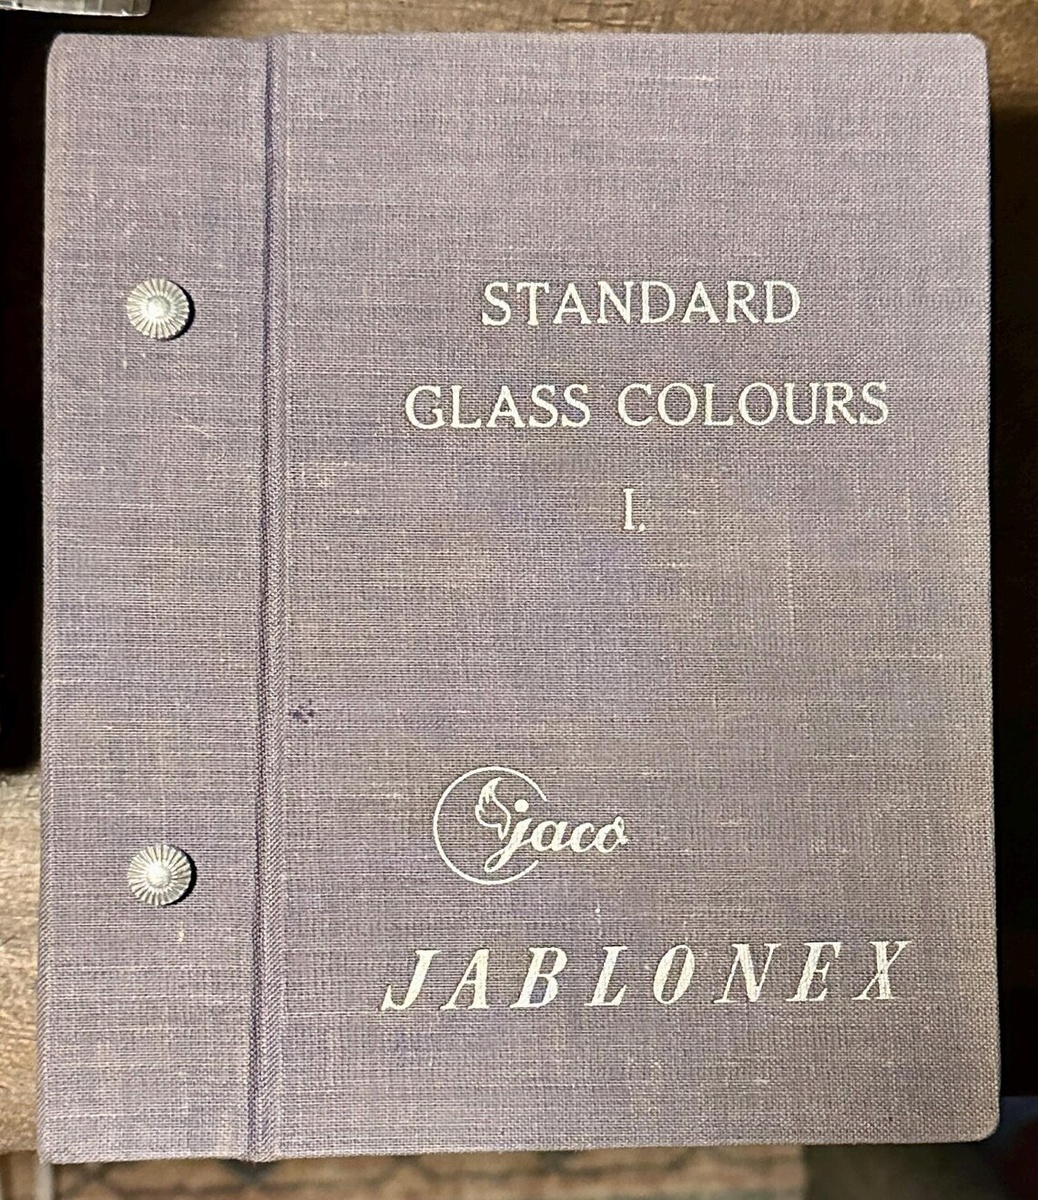 STANDARD
GLASS COLOURS
I.
jaco
JABLONEX